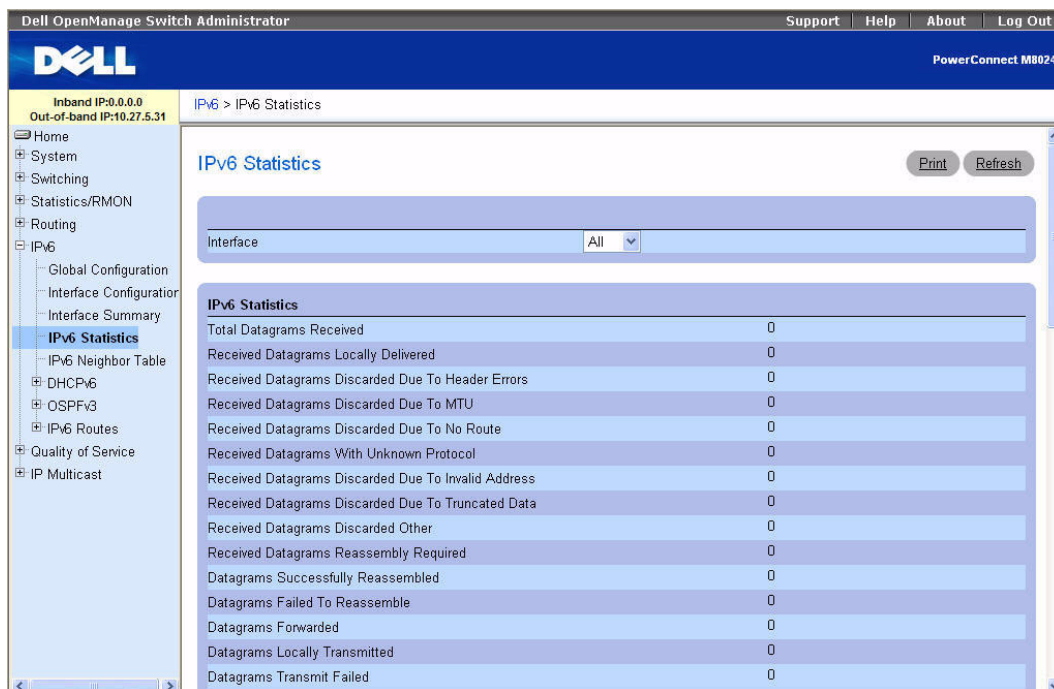 Dell OpenManage Switch Administrator
Support Help About Log Out
DELL
PowerConnect M8024
Inband IP:0.0.0.0
Out-of-band IP:10.27.5.31
IPv6 > IPv6 Statistics
Home
System
Switching
Statistics/RMON
Routing
IPv6
Global Configuration
Interface Configuration
Interface Summary
IPv6 Statistics
IPv6 Neighbor Table
DHCPv6
OSPFv3
IPv6 Routes
Quality of Service
IP Multicast
IPv6 Statistics
Print Refresh
Interface All
IPv6 Statistics
Total Datagrams Received 0
Received Datagrams Locally Delivered 0
Received Datagrams Discarded Due To Header Errors 0
Received Datagrams Discarded Due To MTU 0
Received Datagrams Discarded Due To No Route 0
Received Datagrams With Unknown Protocol 0
Received Datagrams Discarded Due To Invalid Address 0
Received Datagrams Discarded Due To Truncated Data 0
Received Datagrams Discarded Other 0
Received Datagrams Reassembly Required 0
Datagrams Successfully Reassembled 0
Datagrams Failed To Reassemble 0
Datagrams Forwarded 0
Datagrams Locally Transmitted 0
Datagrams Transmit Failed 0